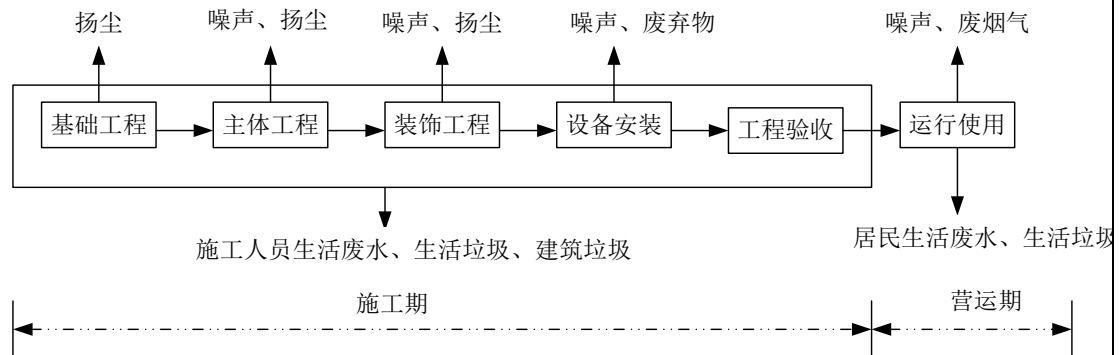 扬尘
噪声、扬尘
噪声、扬尘
噪声、废弃物
噪声、废烟气
基础工程
主体工程
装饰工程
设备安装
工程验收
运行使用
施工人员生活废水、生活垃圾、建筑垃圾
居民生活废水、生活垃圾
施工期
营运期